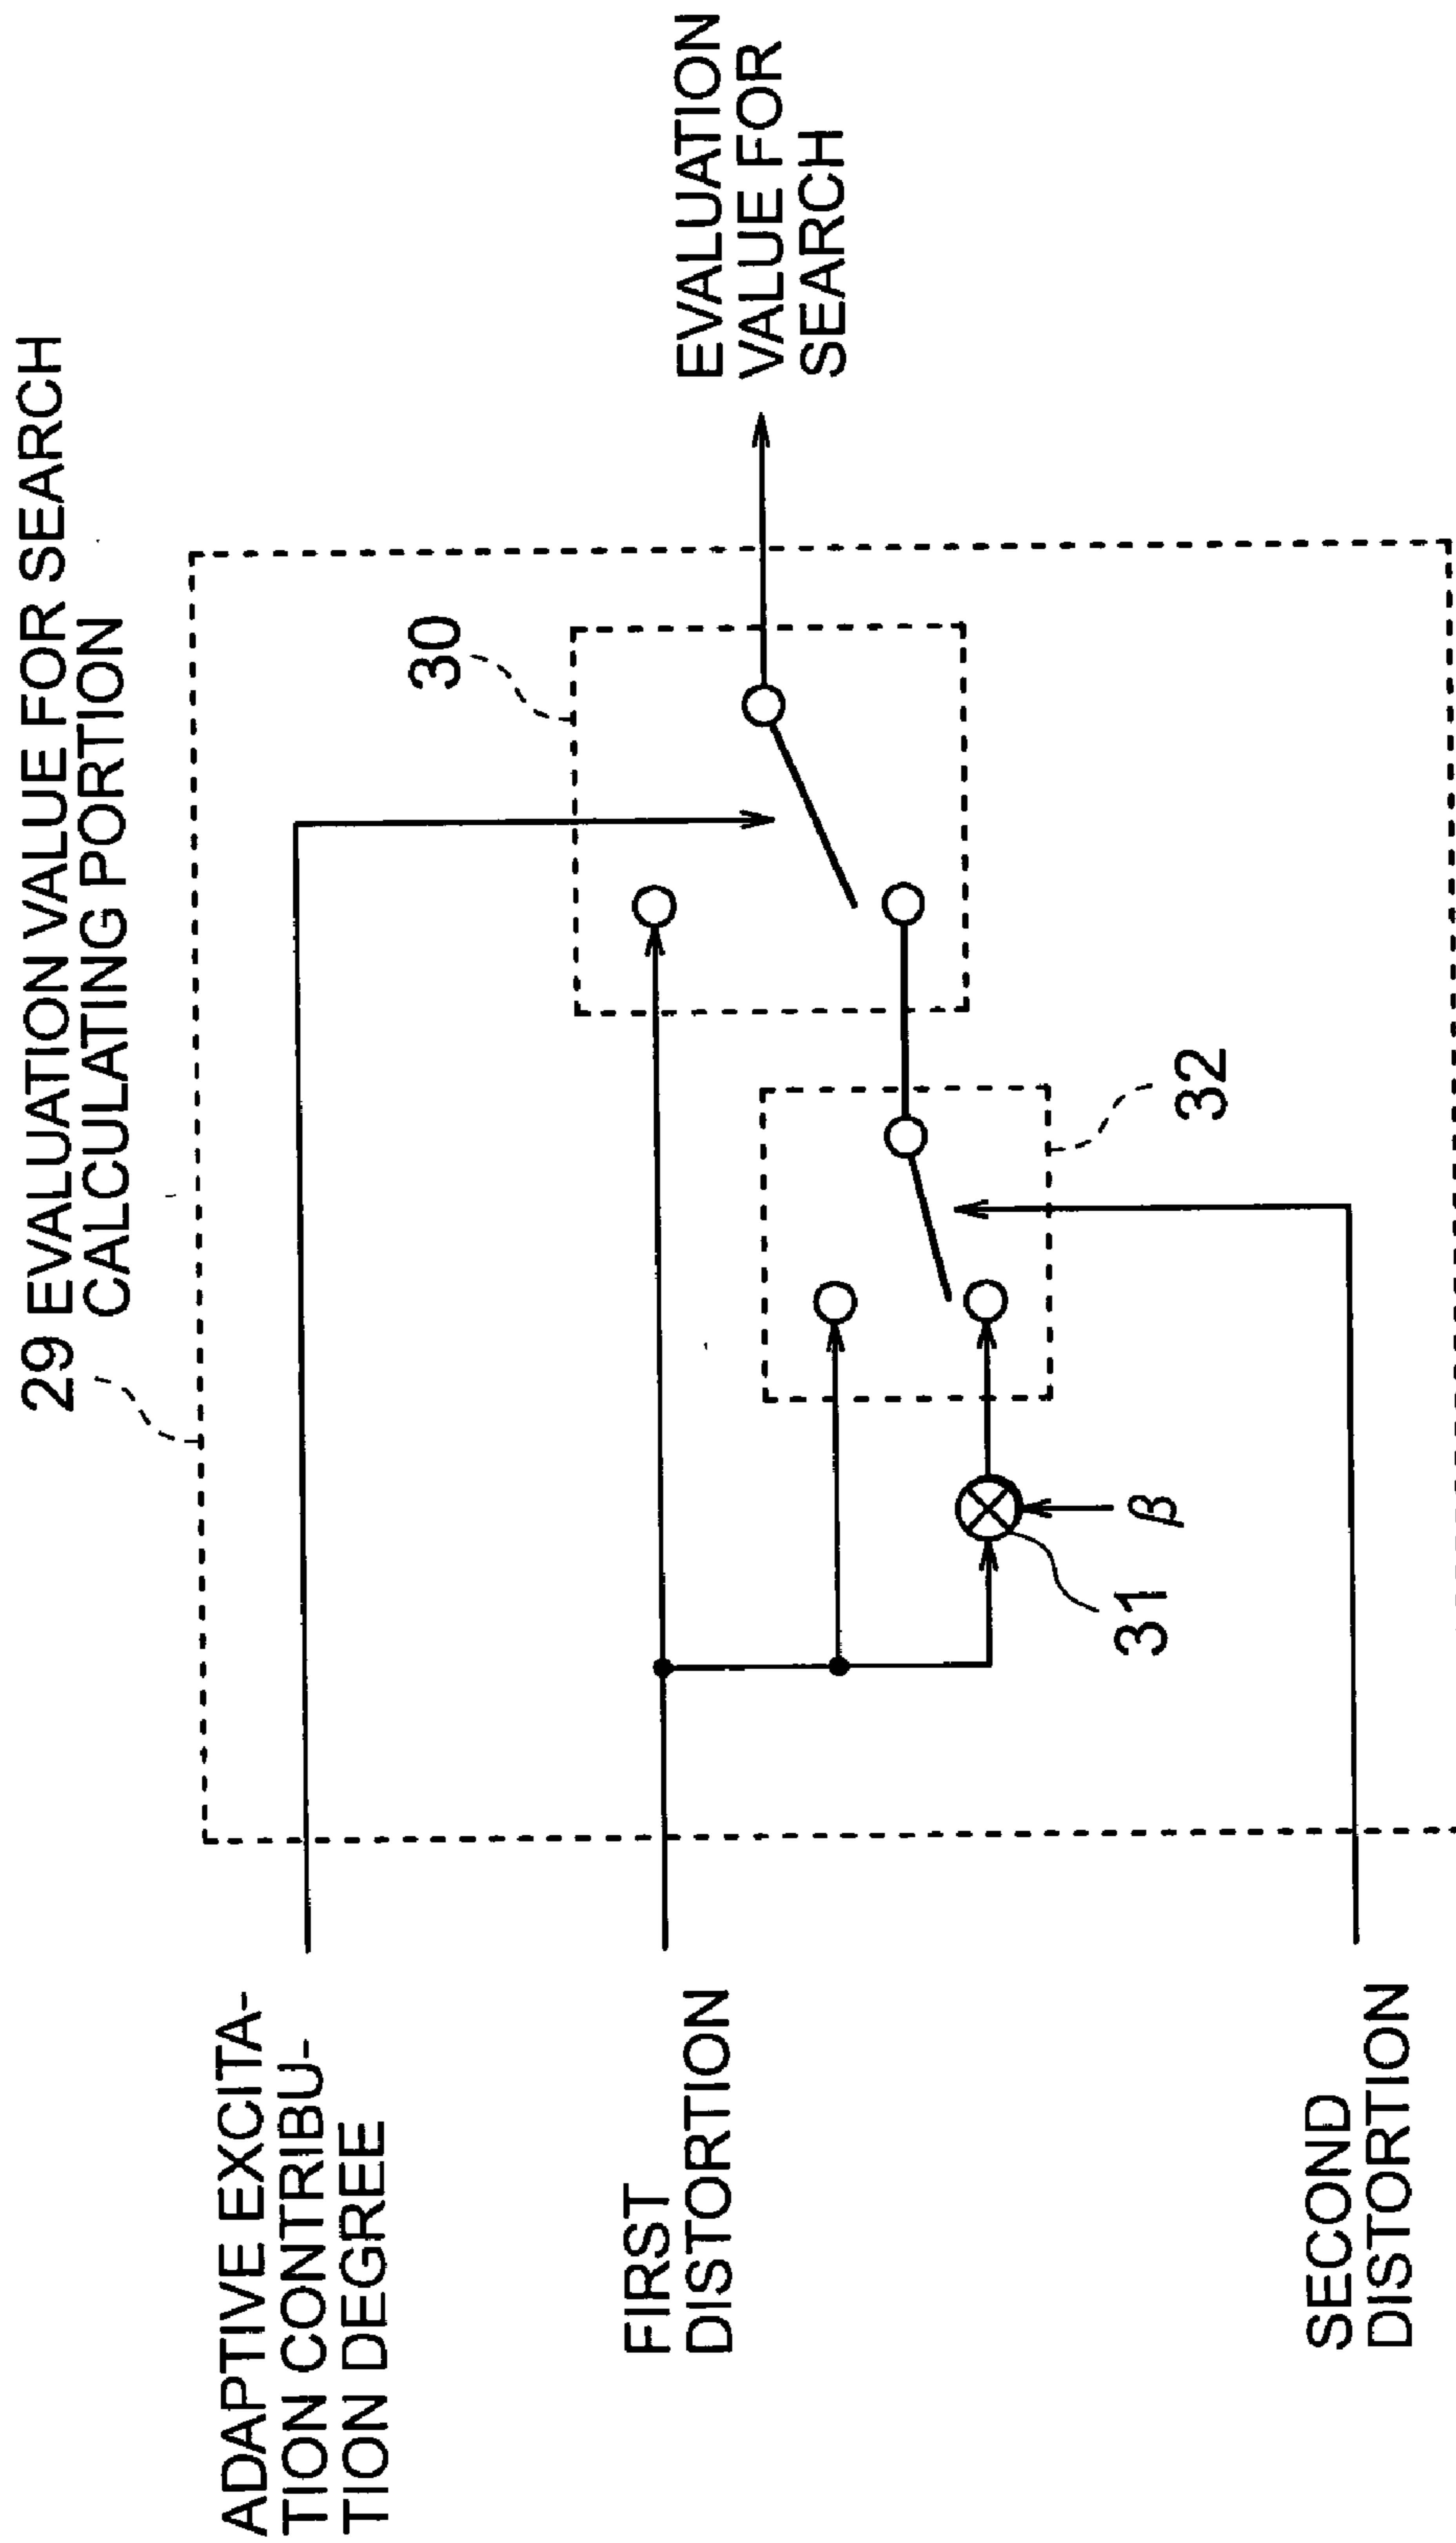 29 EVALUATION VALUE FOR SEARCH
CALCULATING PORTION
ADAPTIVE EXCITA-
TION CONTRIBU-
TION DEGREE
30
EVALUATION
VALUE FOR
SEARCH
FIRST
DISTORTION
32
31
β
SECOND
DISTORTION